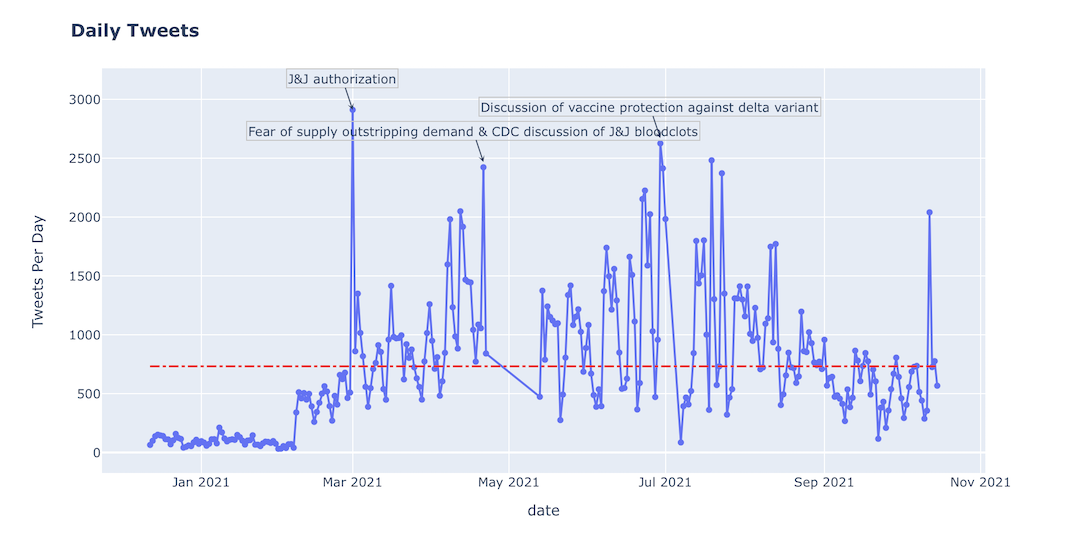 Daily Tweets
J&J authorization
Discussion of vaccine protection against delta variant
Fear of supply outstripping demand & CDC discussion of J&J bloodclots
3000
2500
2000
1500
1000
500
0
Tweets Per Day
Jan 2021 Mar 2021 May 2021 Jul 2021 Sep 2021 Nov 2021
date